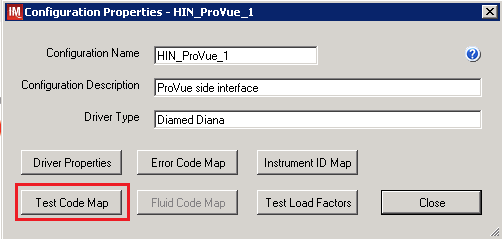 IM Configuration Properties - HIN_ProVue_1
Configuration Name HIN_ProVue_1 ?
Configuration Description ProVue side interface
Driver Type Diamed Diana
Driver Properties Error Code Map Instrument ID Map
Test Code Map Fluid Code Map Test Load Factors Close